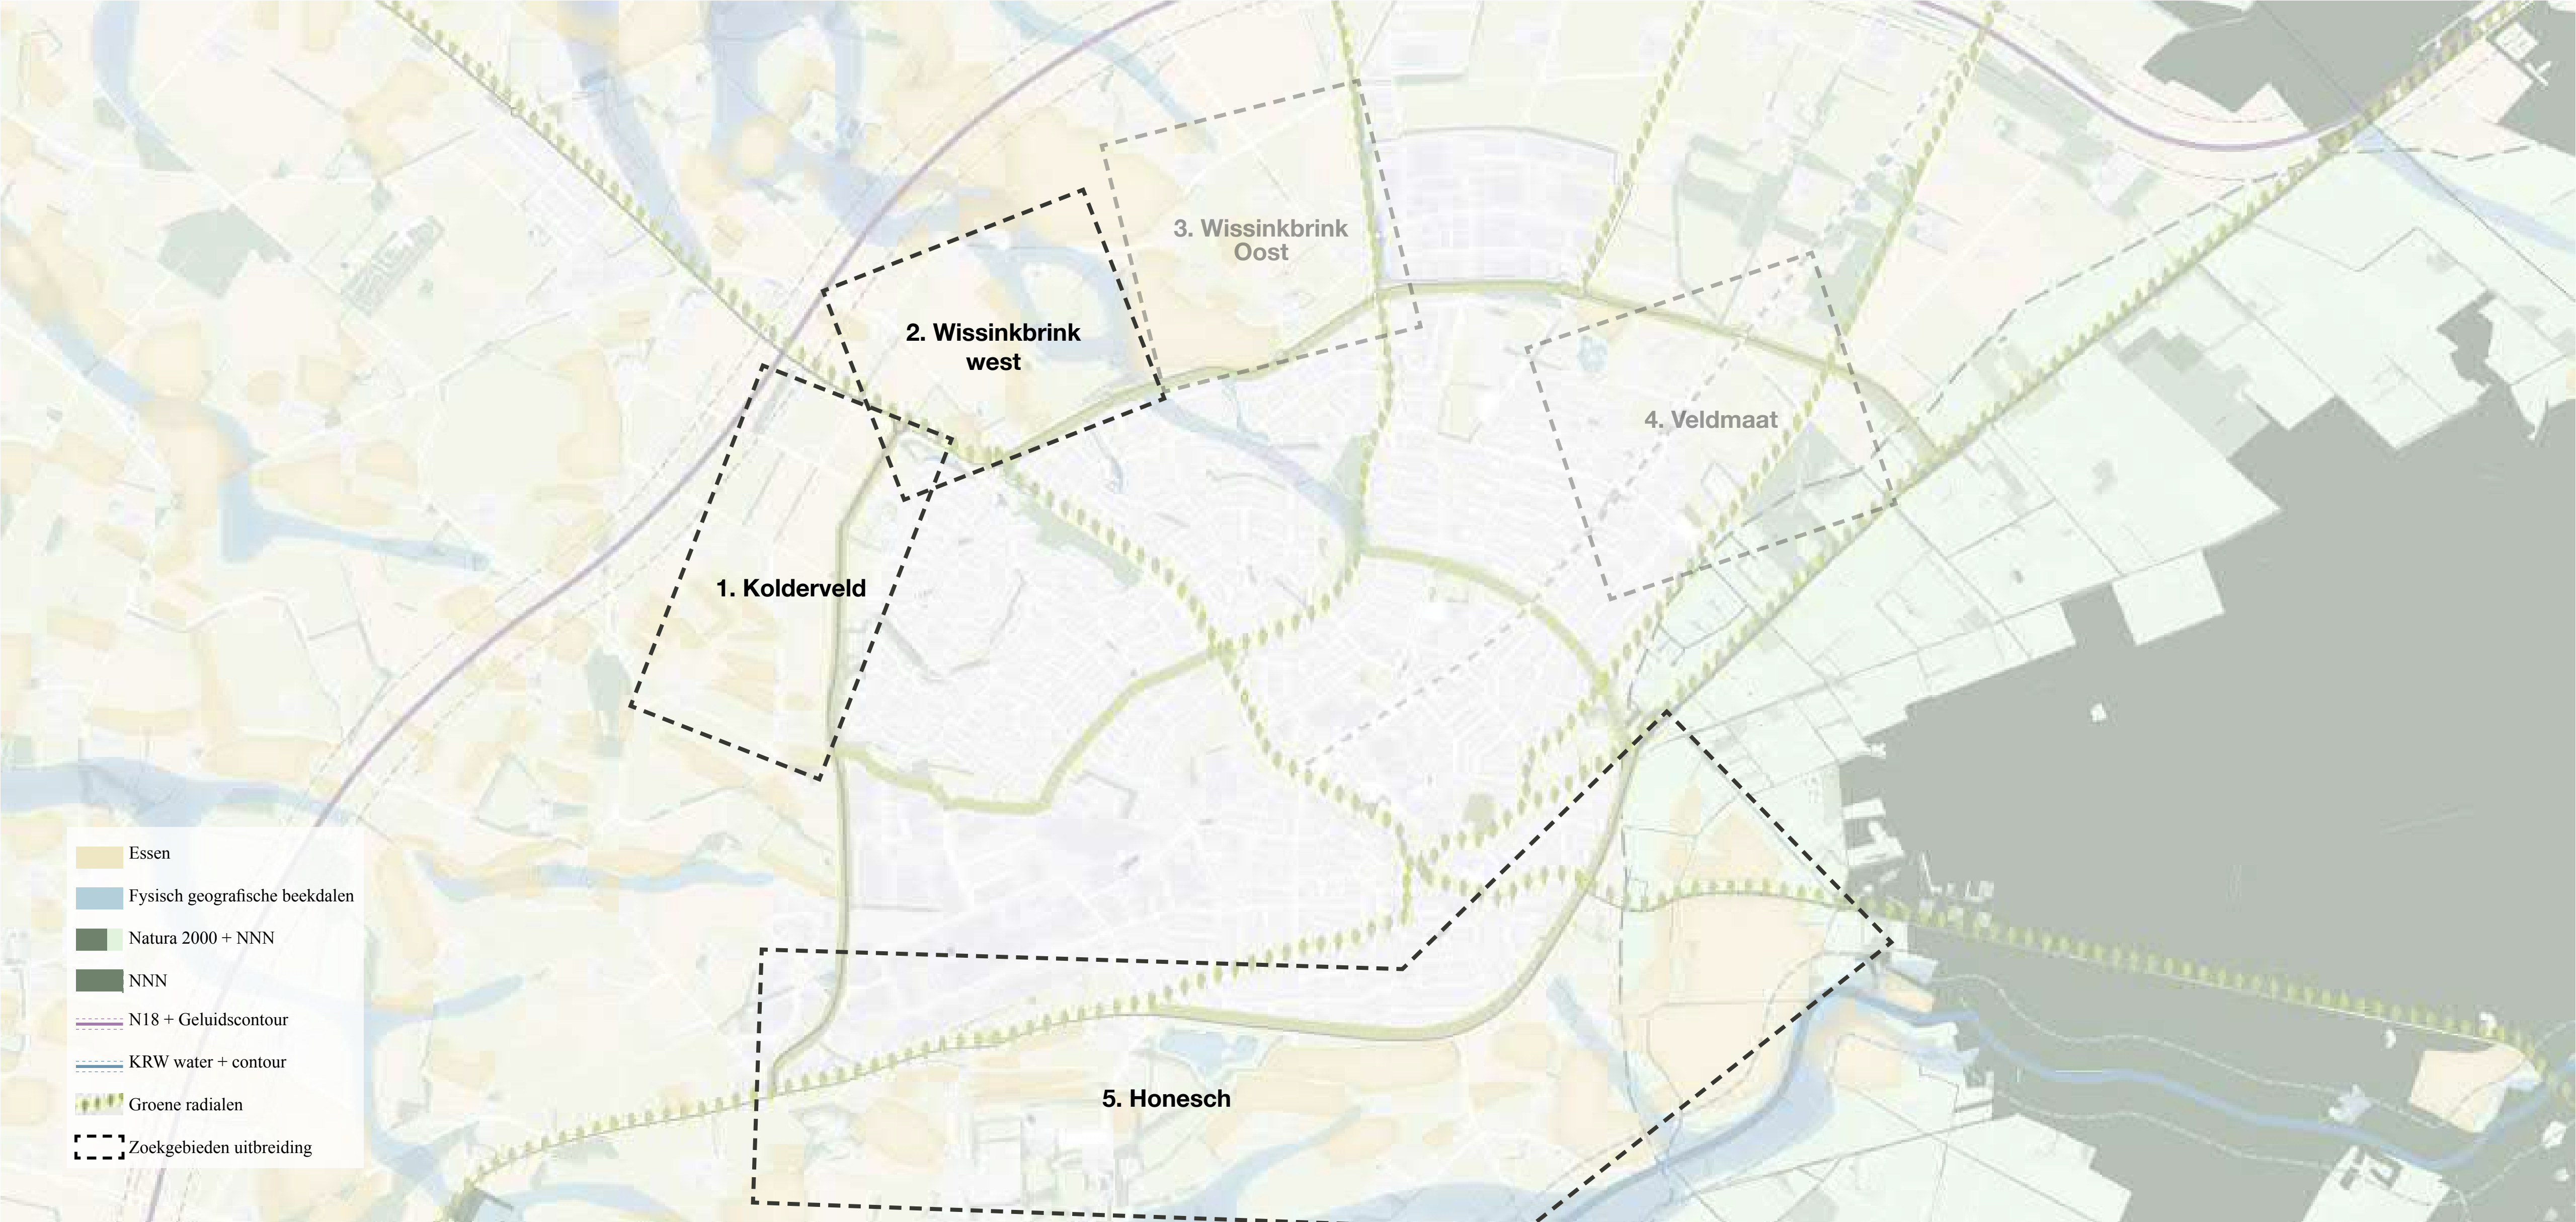 3. Wissinkbrink
Oost
2. Wissinkbrink
west
4. Veldmaat
1. Kolderveld
5. Honesch
Essen
Fysisch geografische beekdalen
Natura 2000 + NNN
NNN
N18 + Geluidscontour
KRW water + contour
Groene radialen
Zoekgebieden uitbreiding